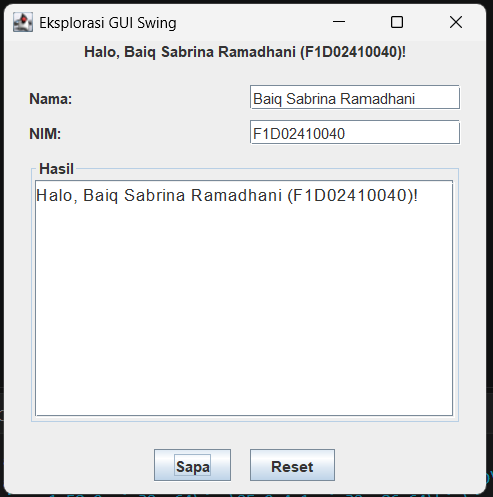 Eksplorasi GUI Swing
Halo, Baiq Sabrina Ramadhani (F1D02410040)!
Nama: Baiq Sabrina Ramadhani
NIM: F1D02410040
Hasil
Halo, Baiq Sabrina Ramadhani (F1D02410040)!
Sapa Reset